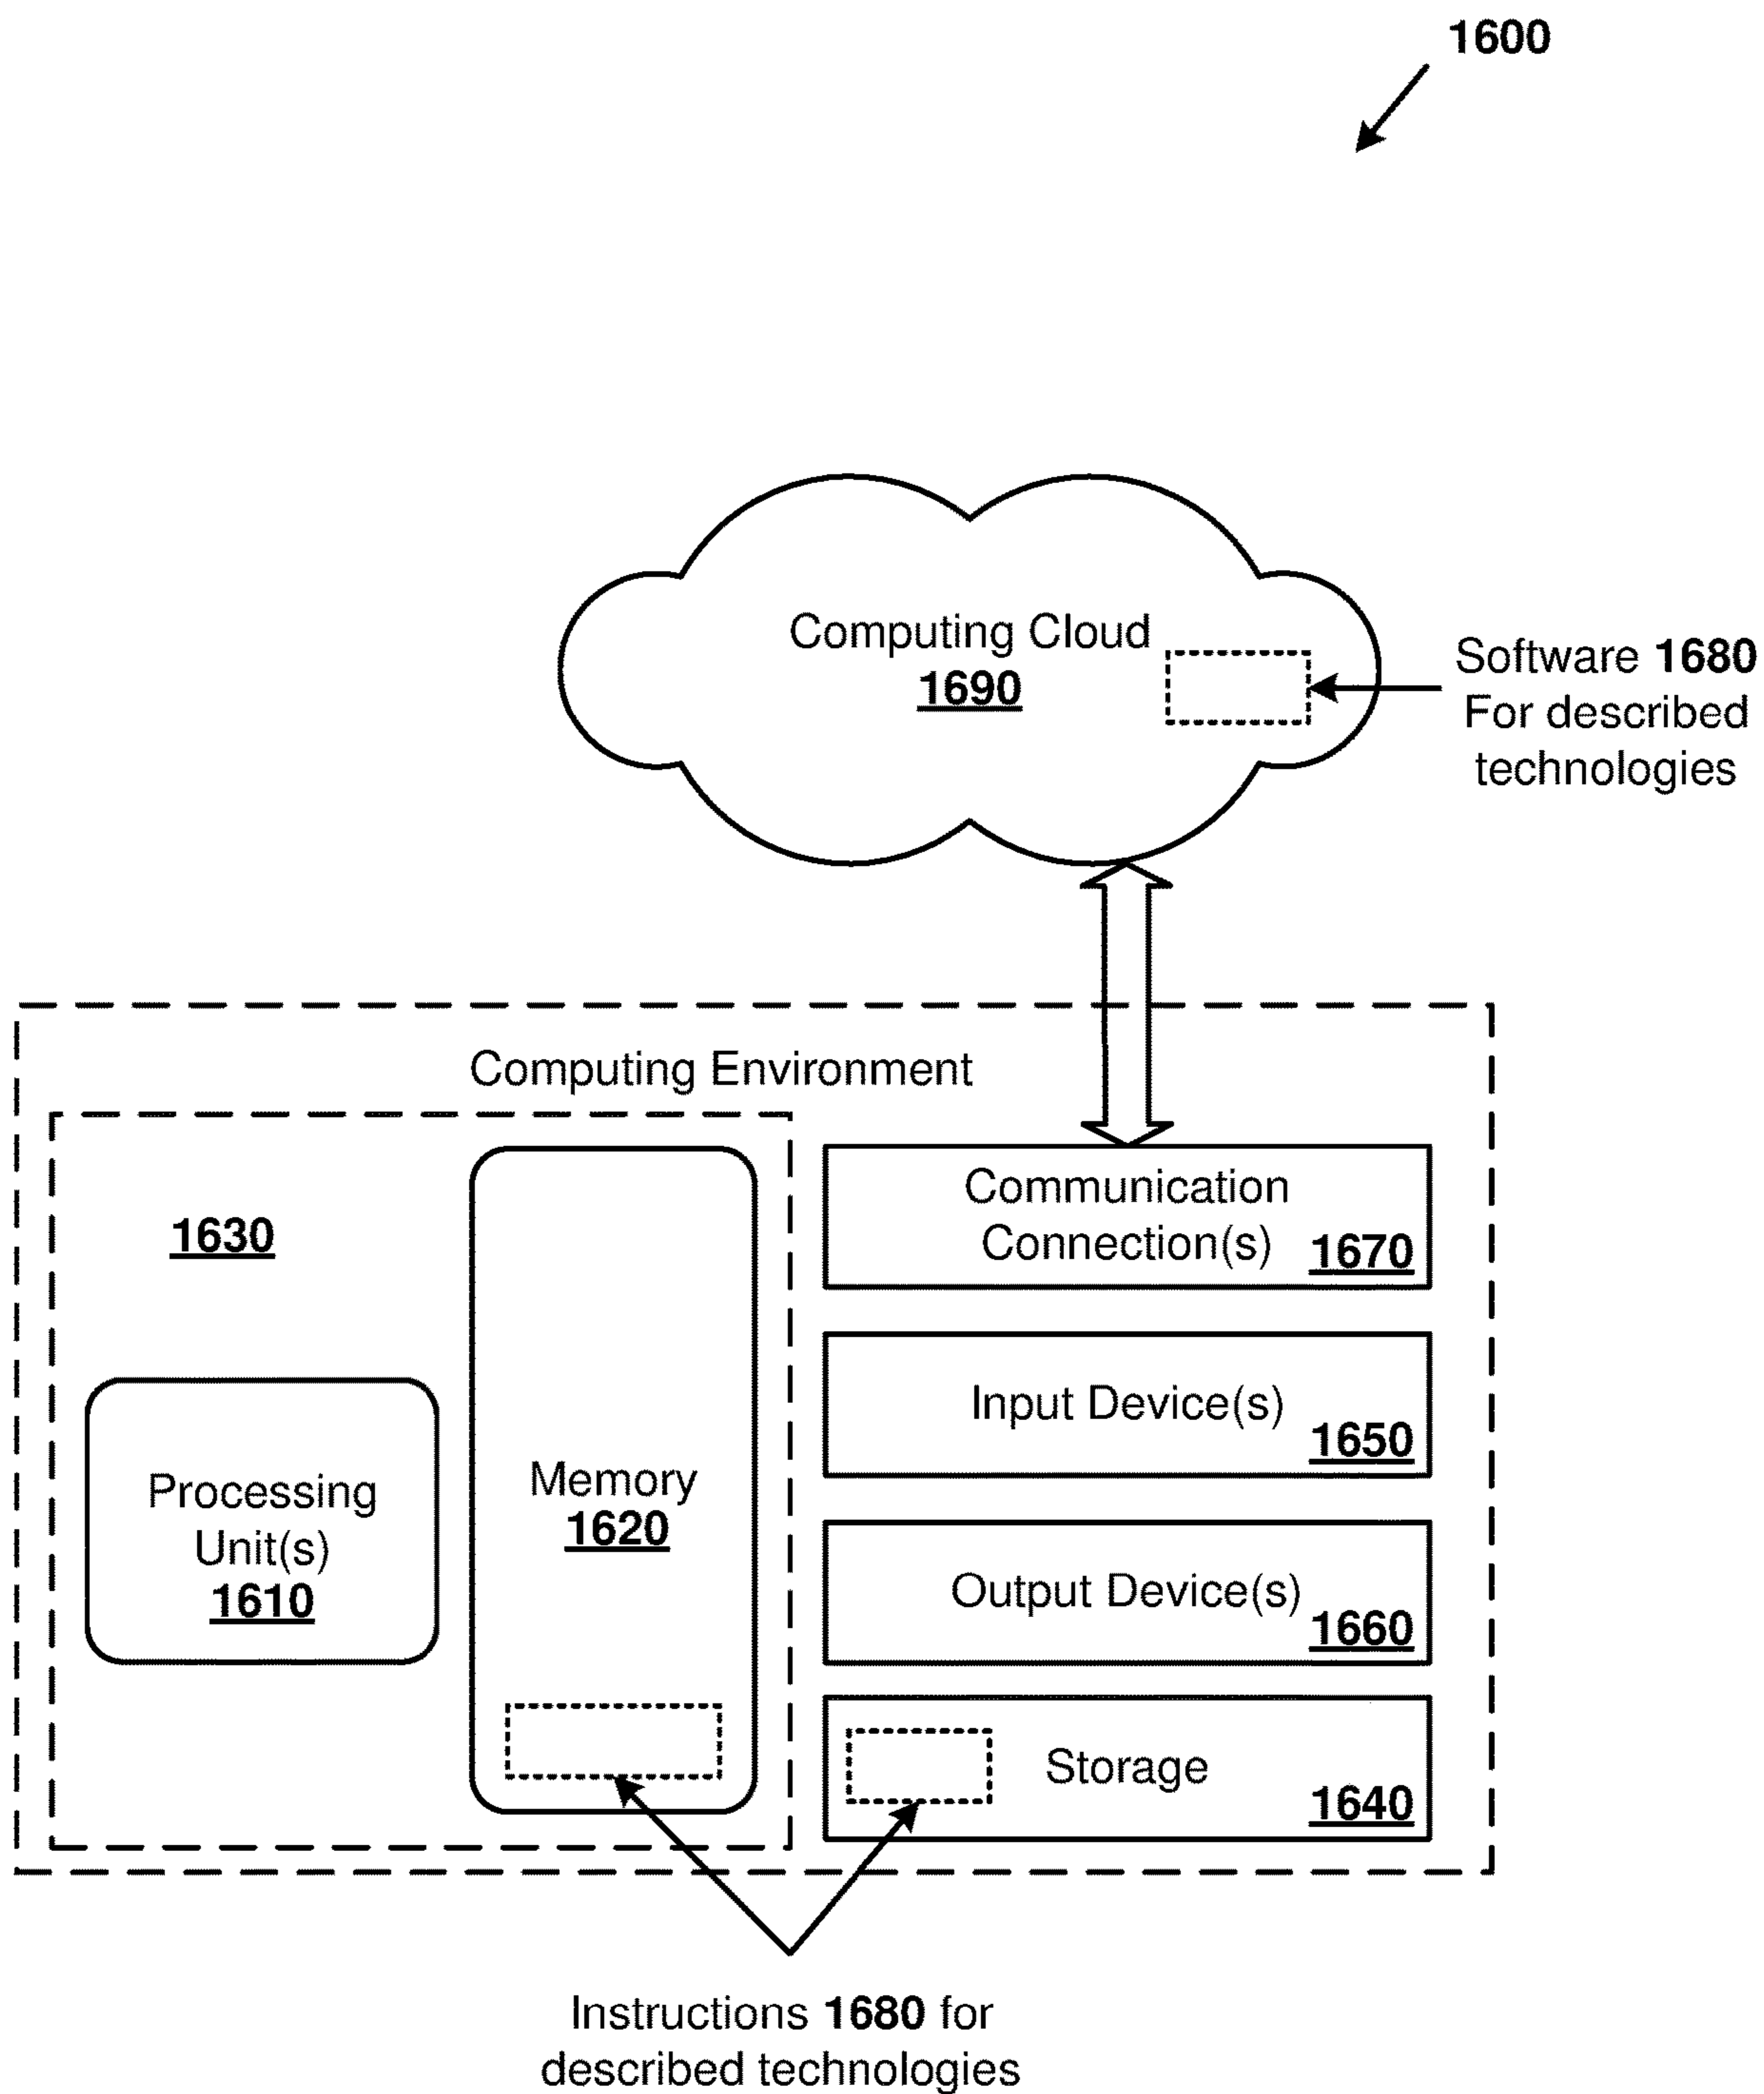 1600
Computing Cloud
1690
Software 1680
For described
technologies
Computing Environment
1630
Processing
Unit(s)
1610
Memory
1620
Communication
Connection(s)
1670
Input Device(s)
1650
Output Device(s)
1660
Storage
1640
Instructions 1680 for
described technologies